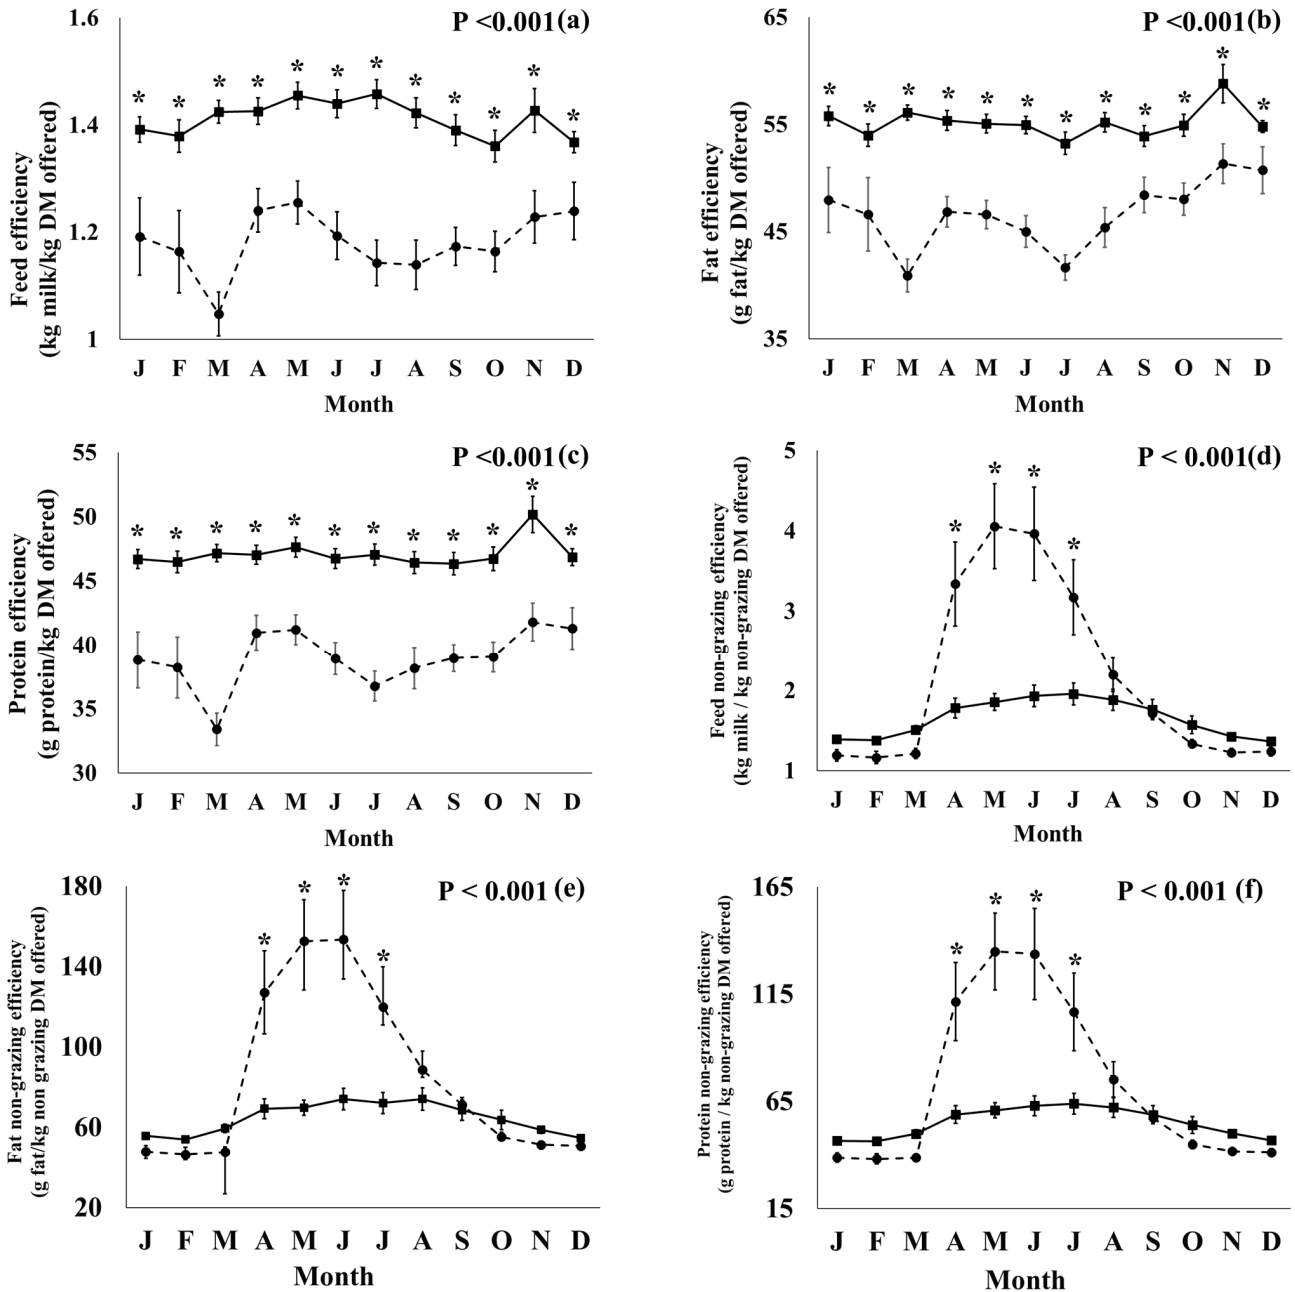 P <0.001(a)
Feed efficiency
(kg milk/kg DM offered)
1.6
1.4
1.2
1
* * * * * * * * * * * *
J F M A M J J A S O N D
Month
P <0.001(b)
Fat efficiency
(g fat/kg DM offered)
65
55
45
35
* * * * * * * * * * * *
J F M A M J J A S O N D
Month
P <0.001(c)
Protein efficiency
(g protein/kg DM offered)
55
50
45
40
35
30
* * * * * * * * * * * *
J F M A M J J A S O N D
Month
P < 0.001(d)
Feed non-grazing efficiency
(kg milk / kg non-grazing DM offered)
5
4
3
2
1
* * * *
J F M A M J J A S O N D
Month
P < 0.001 (e)
Fat non-grazing efficiency
(g fat/kg non grazing DM offered)
180
140
100
60
20
* * * *
J F M A M J J A S O N D
Month
P < 0.001 (f)
Protein non-grazing efficiency
(g protein / kg non-grazing DM offered)
165
115
65
15
* * * *
J F M A M J J A S O N D
Month